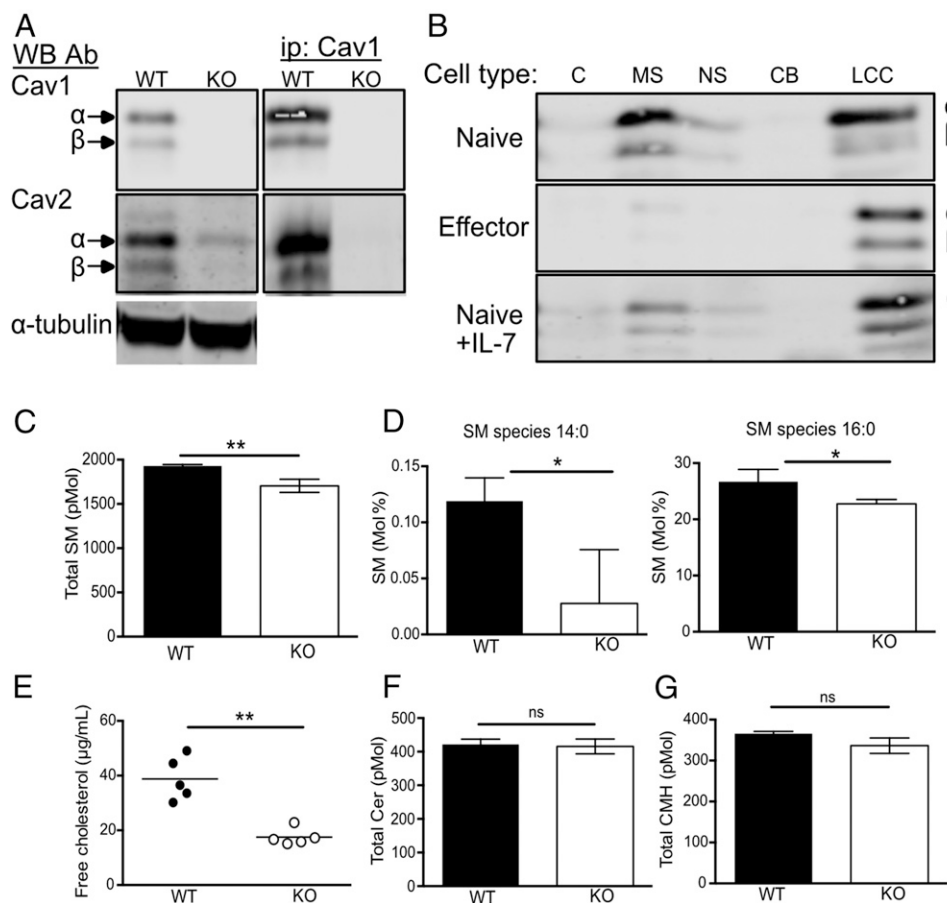 A
WB Ab
ip: Cav1
WT KO WT KO
Cav1
α
β
Cav2
α
β
α-tubulin
B
Cell type: C MS NS CB LCC
Naive
Effector
Naive
+IL-7
C
**
Total SM (pMol)
2000
1500
1000
500
0
WT KO
D
SM species 14:0
*
SM (Mol %)
0.15
0.10
0.05
0.00
WT KO
SM species 16:0
*
SM (Mol %)
30
20
10
0
WT KO
E
**
Free cholesterol (µg/mL)
60
40
20
0
WT KO
F
ns
Total Cer (pMol)
500
400
300
200
100
0
WT KO
G
ns
Total CMH (pMol)
400
300
200
100
0
WT KO